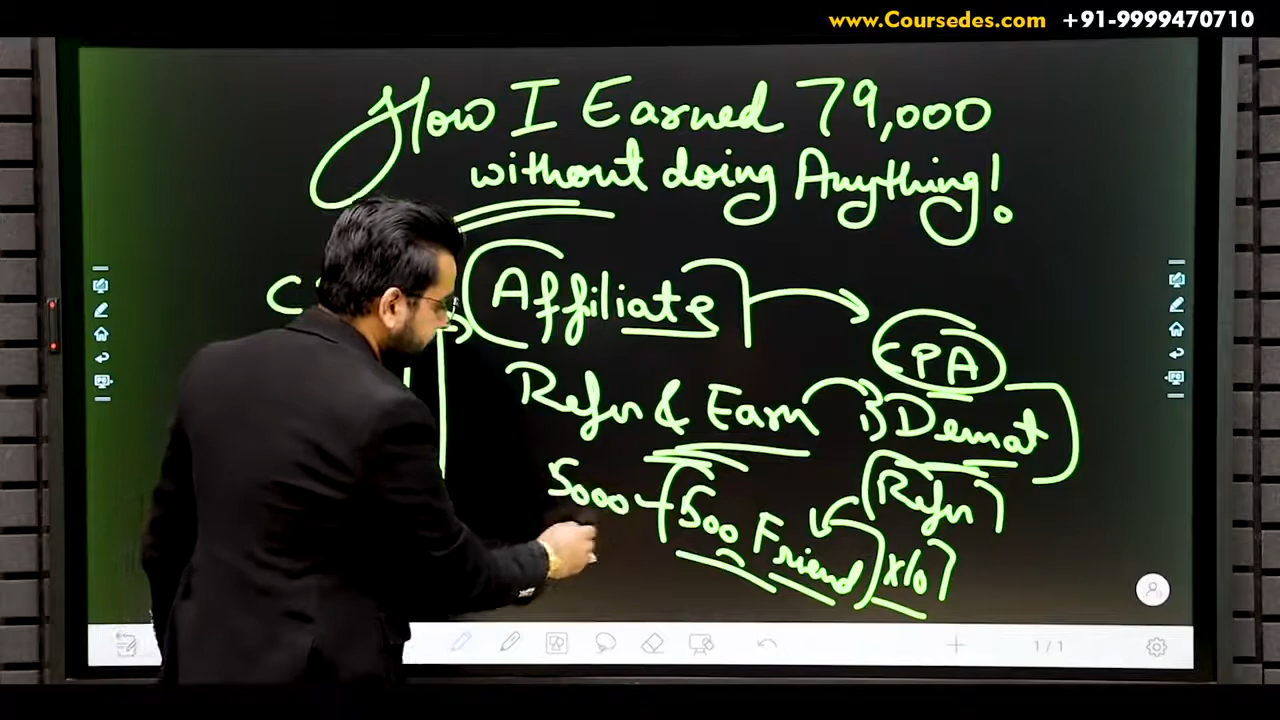 www.Coursedes.com +91-9999470710
How I Earned 79,000
without doing Anything!
Affiliate
CPA
Refer & Earn Demat
5000 500 Friend
Refer
x10
1/1